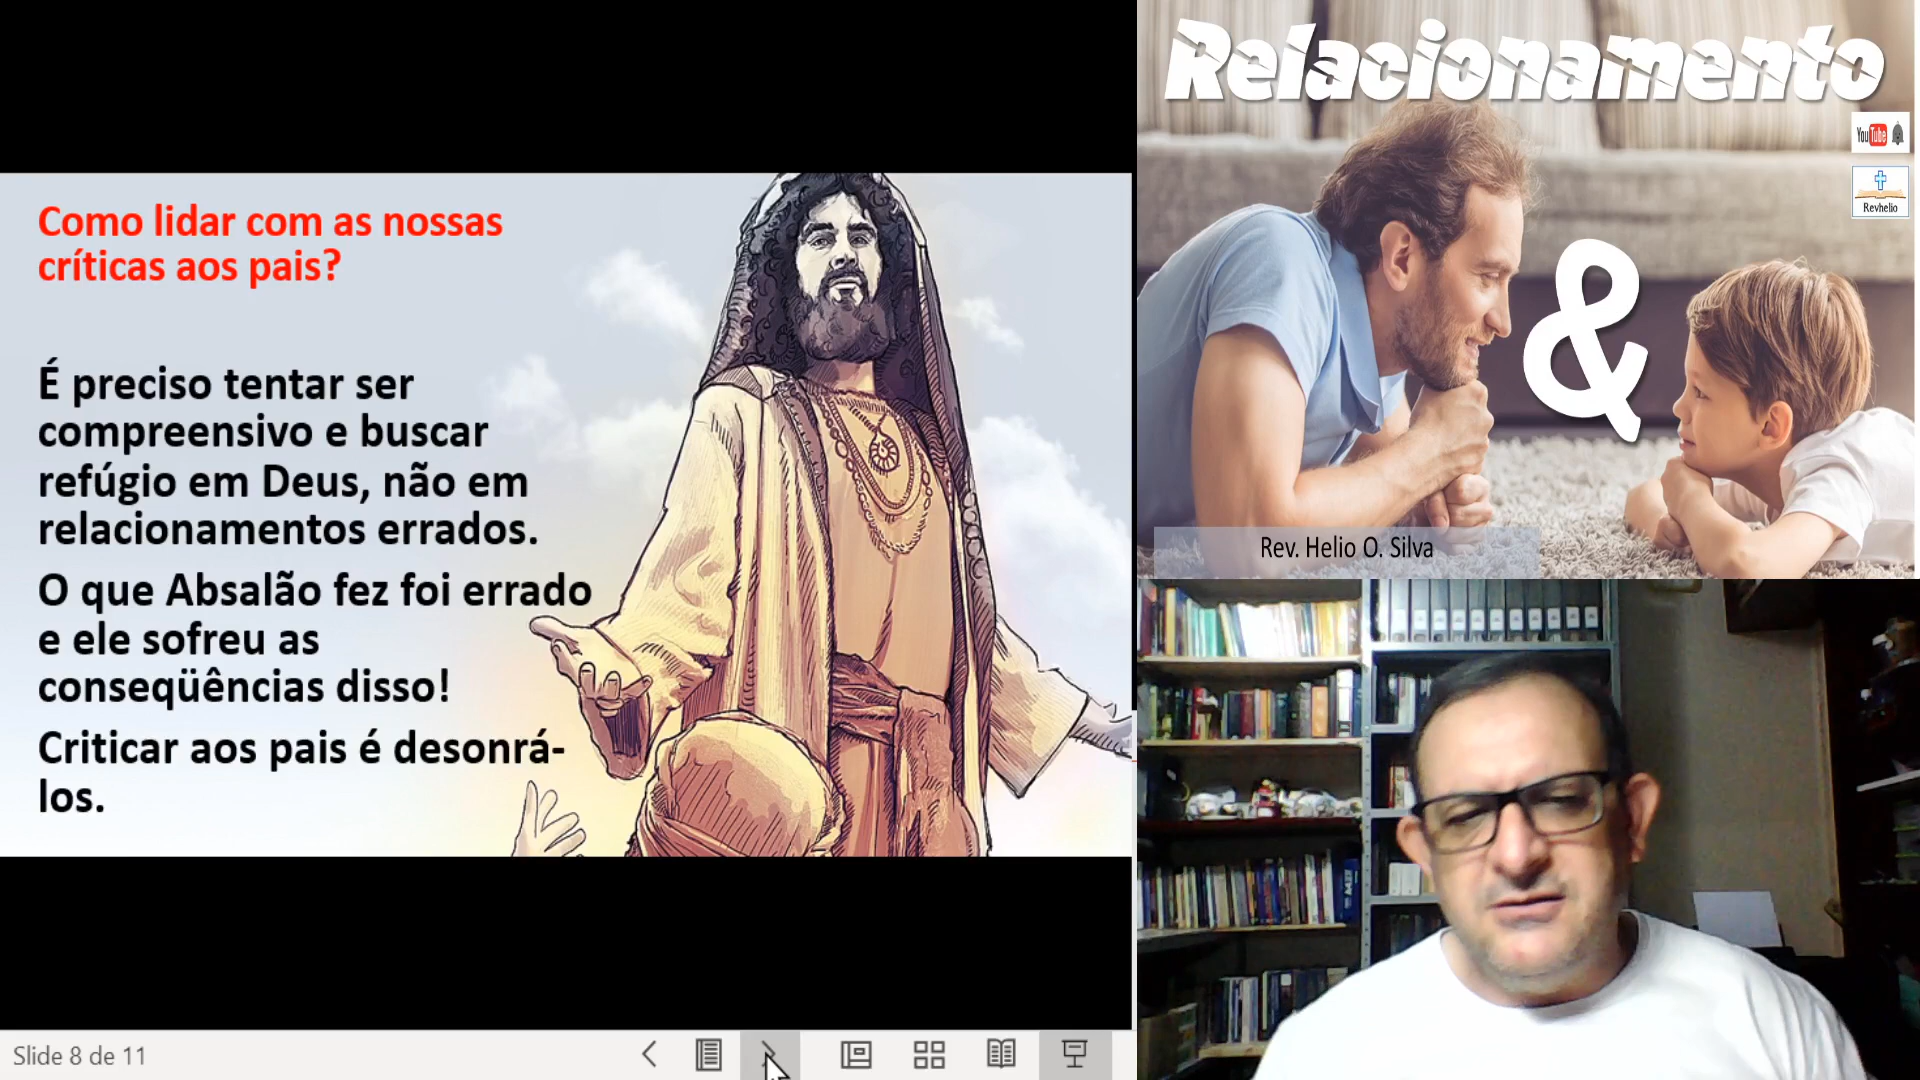 Como lidar com as nossas
críticas aos pais?
É preciso tentar ser
compreensivo e buscar
refúgio em Deus, não em
relacionamentos errados.
O que Absalão fez foi errado
e ele sofreu as
conseqüências disso!
Criticar aos pais é desonrá-
los.
Slide 8 de 11
Relacionamento
YouTube
Revhelio
&
Rev. Helio O. Silva